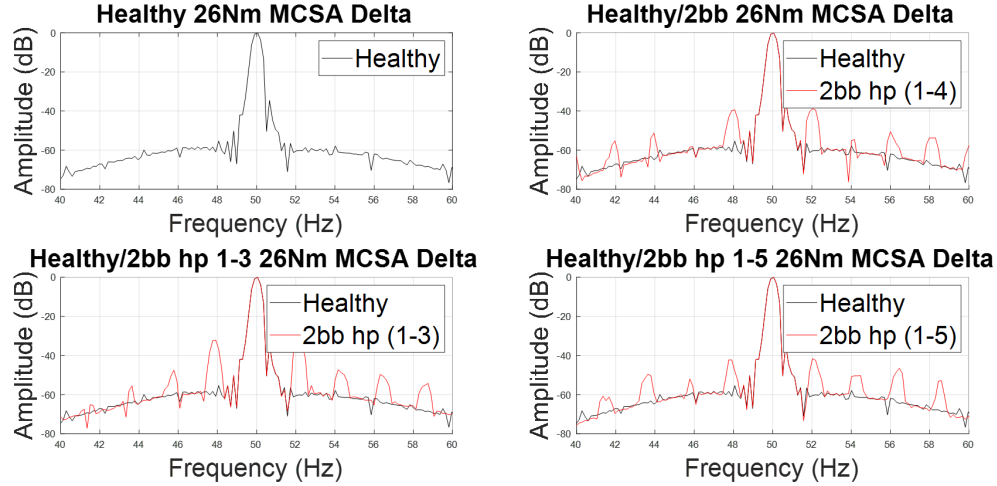 Healthy 26Nm MCSA Delta
Amplitude (dB)
0
-20
-40
-60
-80
40 42 44 46 48 50 52 54 56 58 60
Frequency (Hz)
Healthy
Healthy/2bb 26Nm MCSA Delta
Amplitude (dB)
0
-20
-40
-60
-80
40 42 44 46 48 50 52 54 56 58 60
Frequency (Hz)
Healthy
2bb hp (1-4)
Healthy/2bb hp 1-3 26Nm MCSA Delta
Amplitude (dB)
0
-20
-40
-60
-80
40 42 44 46 48 50 52 54 56 58 60
Frequency (Hz)
Healthy
2bb hp (1-3)
Healthy/2bb hp 1-5 26Nm MCSA Delta
Amplitude (dB)
0
-20
-40
-60
-80
40 42 44 46 48 50 52 54 56 58 60
Frequency (Hz)
Healthy
2bb hp (1-5)